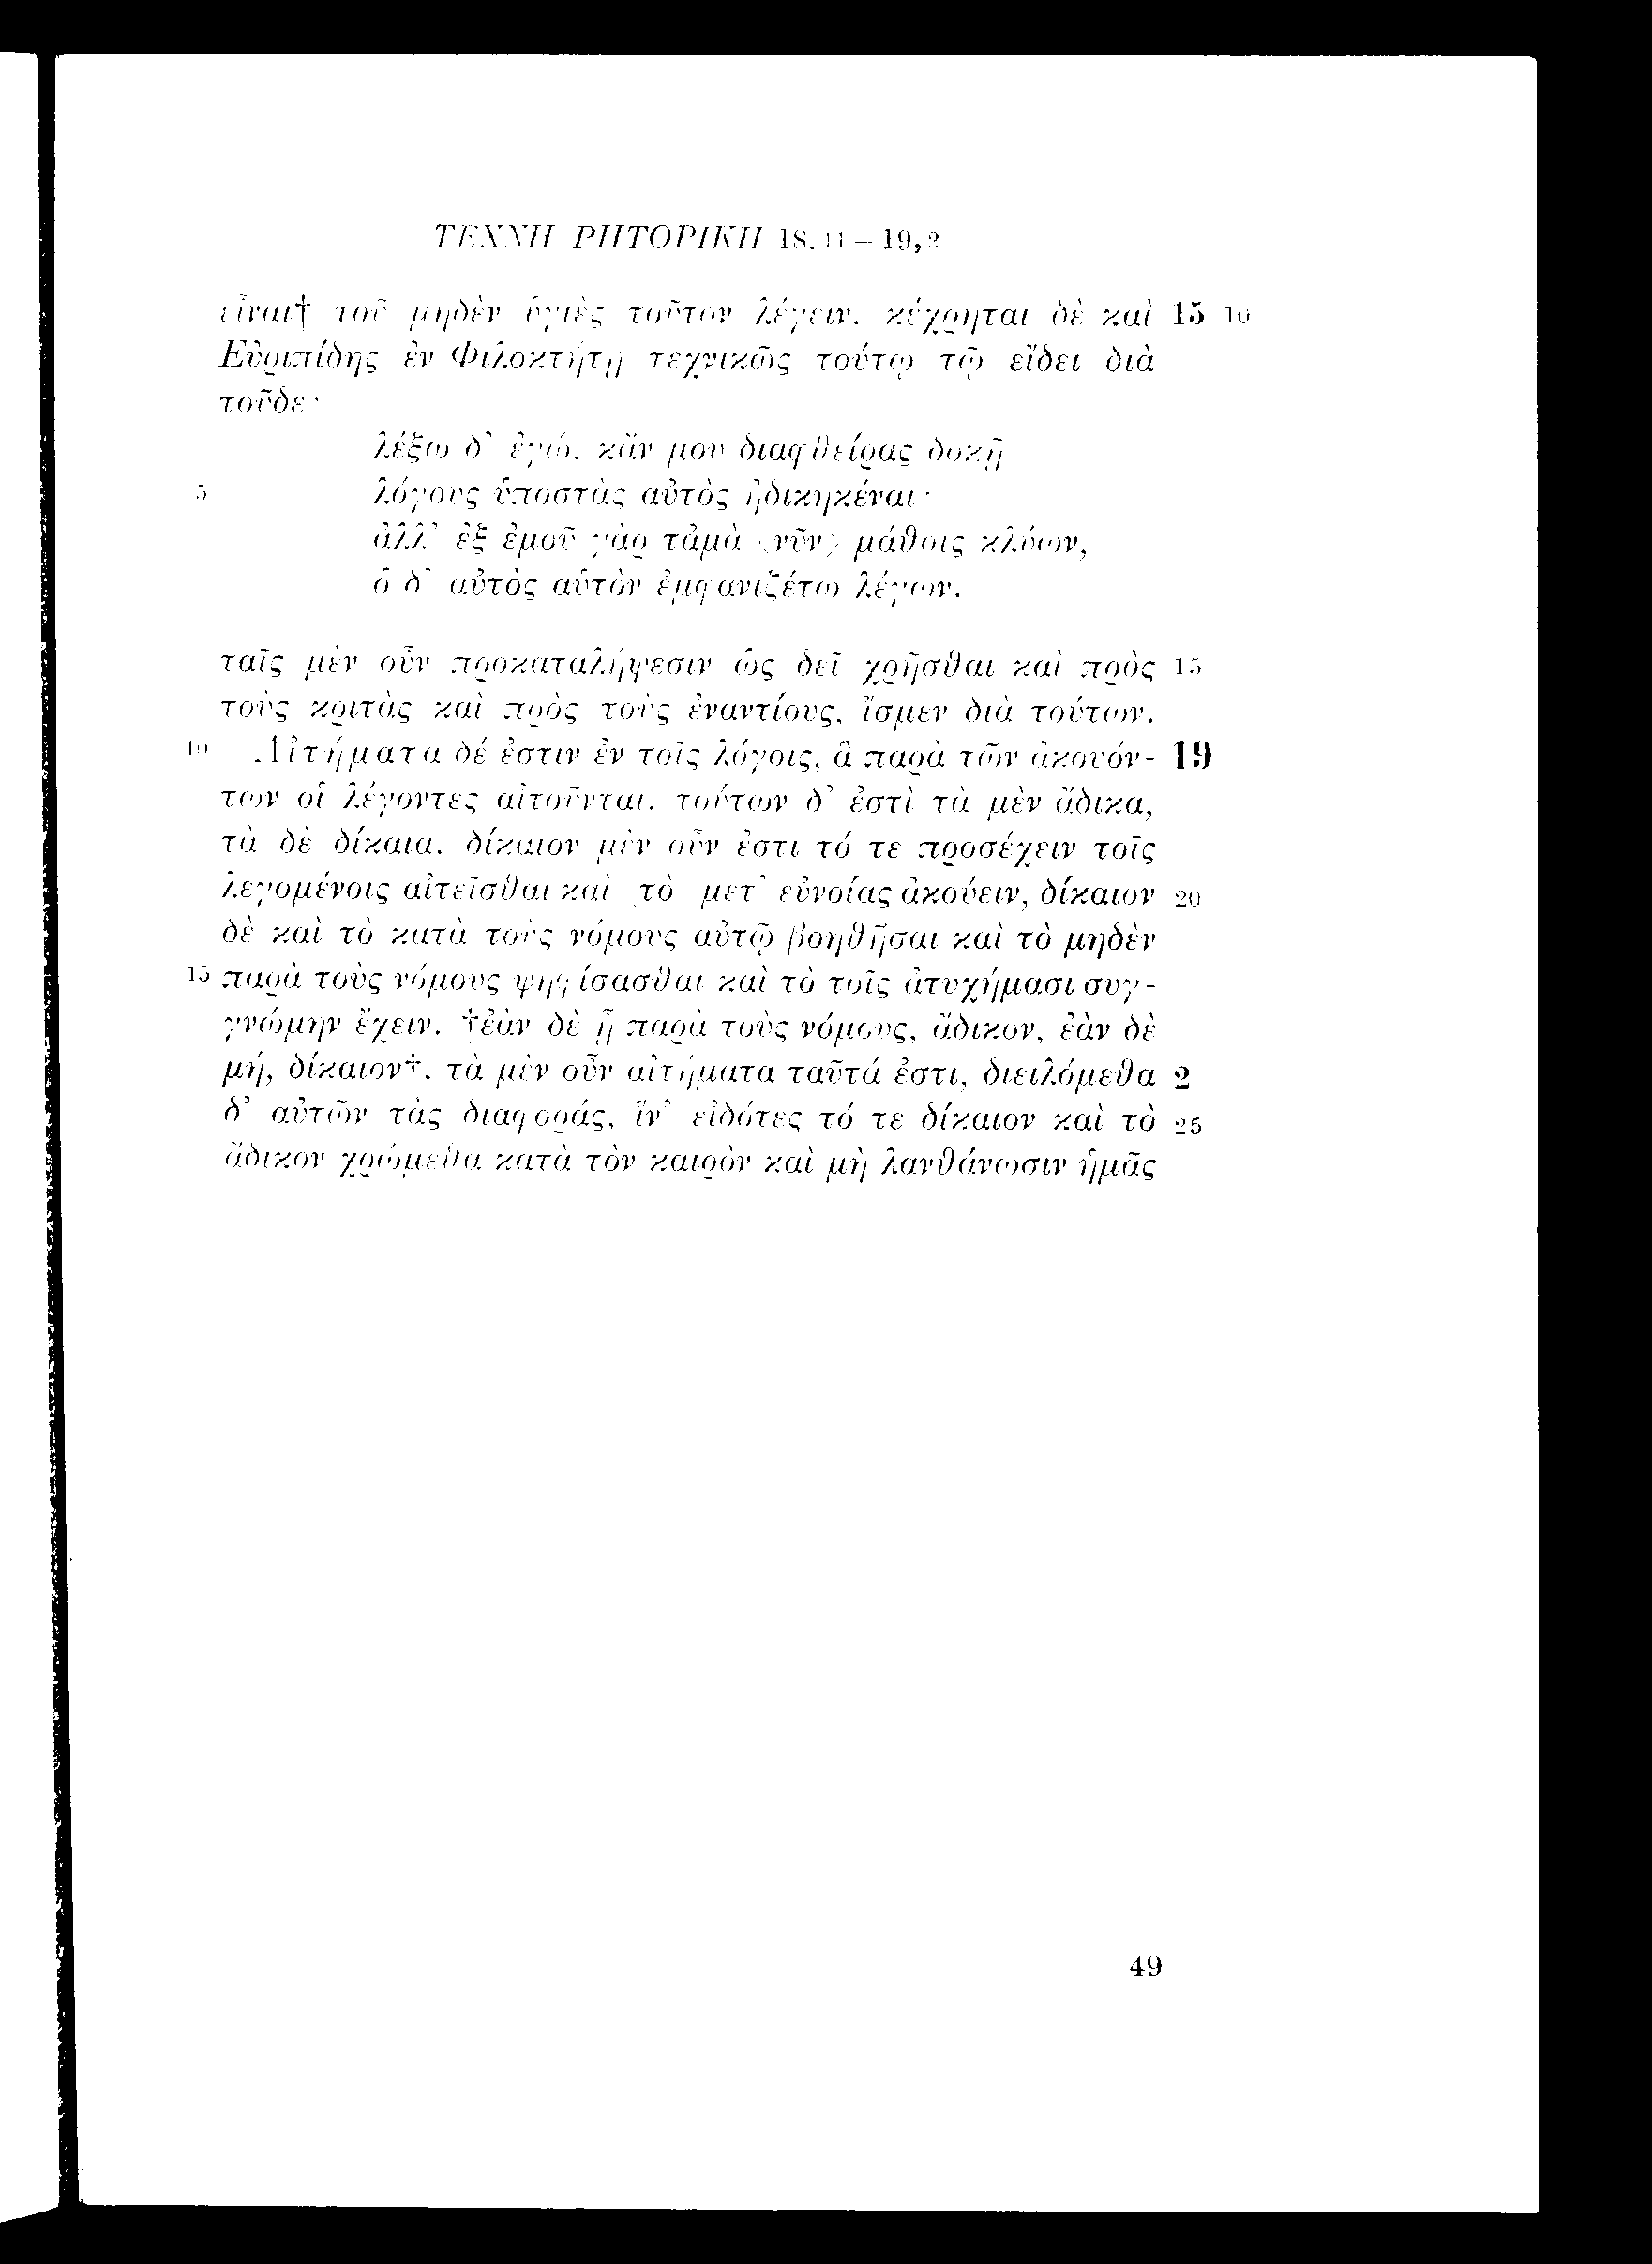 ΤΕΧΝΗ ΡΗΤΟΡΙΚΗ 18, 14 – 19, 2
εἶναι† τοῦ μηδὲν ὑγιὲς τοῦτον λέγειν. κέχρηται δὲ καὶ 15 10
Εὐριπίδης ἐν Φιλοκτήτῃ τεχνικῶς τούτῳ τῷ εἴδει διὰ
τοῦδε·
λέξω δ᾽ ἐγώ, κἄν μου διαφθείρας δοκῇ
5 λόγους ὑποστὰς αὐτὸς ἠδικηκέναι·
ἀλλ᾽ ἐξ ἐμοῦ γὰρ τἀμὰ ‹νῦν› μάθοις κλύων,
ὁ δ᾽ αὐτὸς αὑτὸν ἐμφανιζέτω λέγων.
ταῖς μὲν οὖν προκαταλήψεσιν ὡς δεῖ χρῆσθαι καὶ πρὸς 15
τοὺς κριτὰς καὶ πρὸς τοὺς ἐναντίους, ἴσμεν διὰ τούτων.
10 Αἰτήματα δέ ἐστιν ἐν τοῖς λόγοις, ἃ παρὰ τῶν ἀκουόν- 19
των οἱ λέγοντες αἰτοῦνται. τούτων δ᾽ ἐστὶ τὰ μὲν ἄδικα,
τὰ δὲ δίκαια. δίκαιον μὲν οὖν ἐστι τό τε προσέχειν τοῖς
λεγομένοις αἰτεῖσθαι καὶ τὸ μετ᾽ εὐνοίας ἀκούειν, δίκαιον 20
δὲ καὶ τὸ κατὰ τοὺς νόμους αὐτῷ βοηθῆσαι καὶ τὸ μηδὲν
15 παρὰ τοὺς νόμους ψηφίσασθαι καὶ τὸ τοῖς ἀτυχήμασι συγ-
γνώμην ἔχειν. †ἐὰν δὲ ᾖ παρὰ τοὺς νόμους, ἄδικον, ἐὰν δὲ
μή, δίκαιον†. τὰ μὲν οὖν αἰτήματα ταῦτά ἐστι, διειλόμεθα 2
δ᾽ αὐτῶν τὰς διαφοράς, ἵν᾽ εἰδότες τό τε δίκαιον καὶ τὸ 25
ἄδικον χρώμεθα κατὰ τὸν καιρὸν καὶ μὴ λανθάνωσιν ἡμᾶς
49